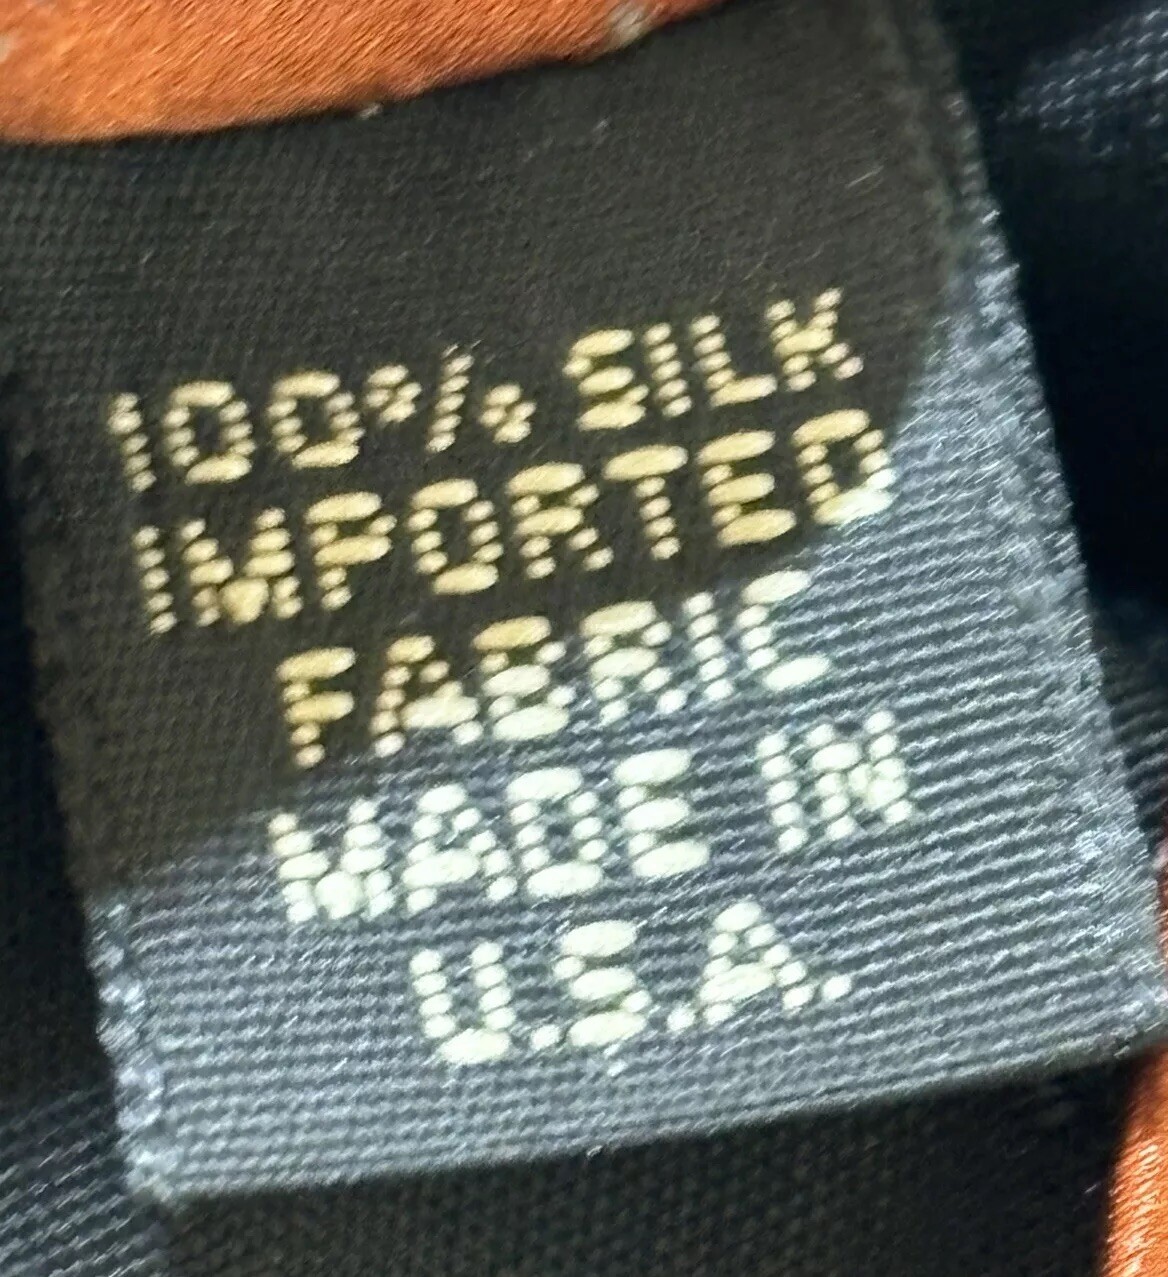 100% SILK
IMPORTED
FABRIC
MADE IN
U.S.A.